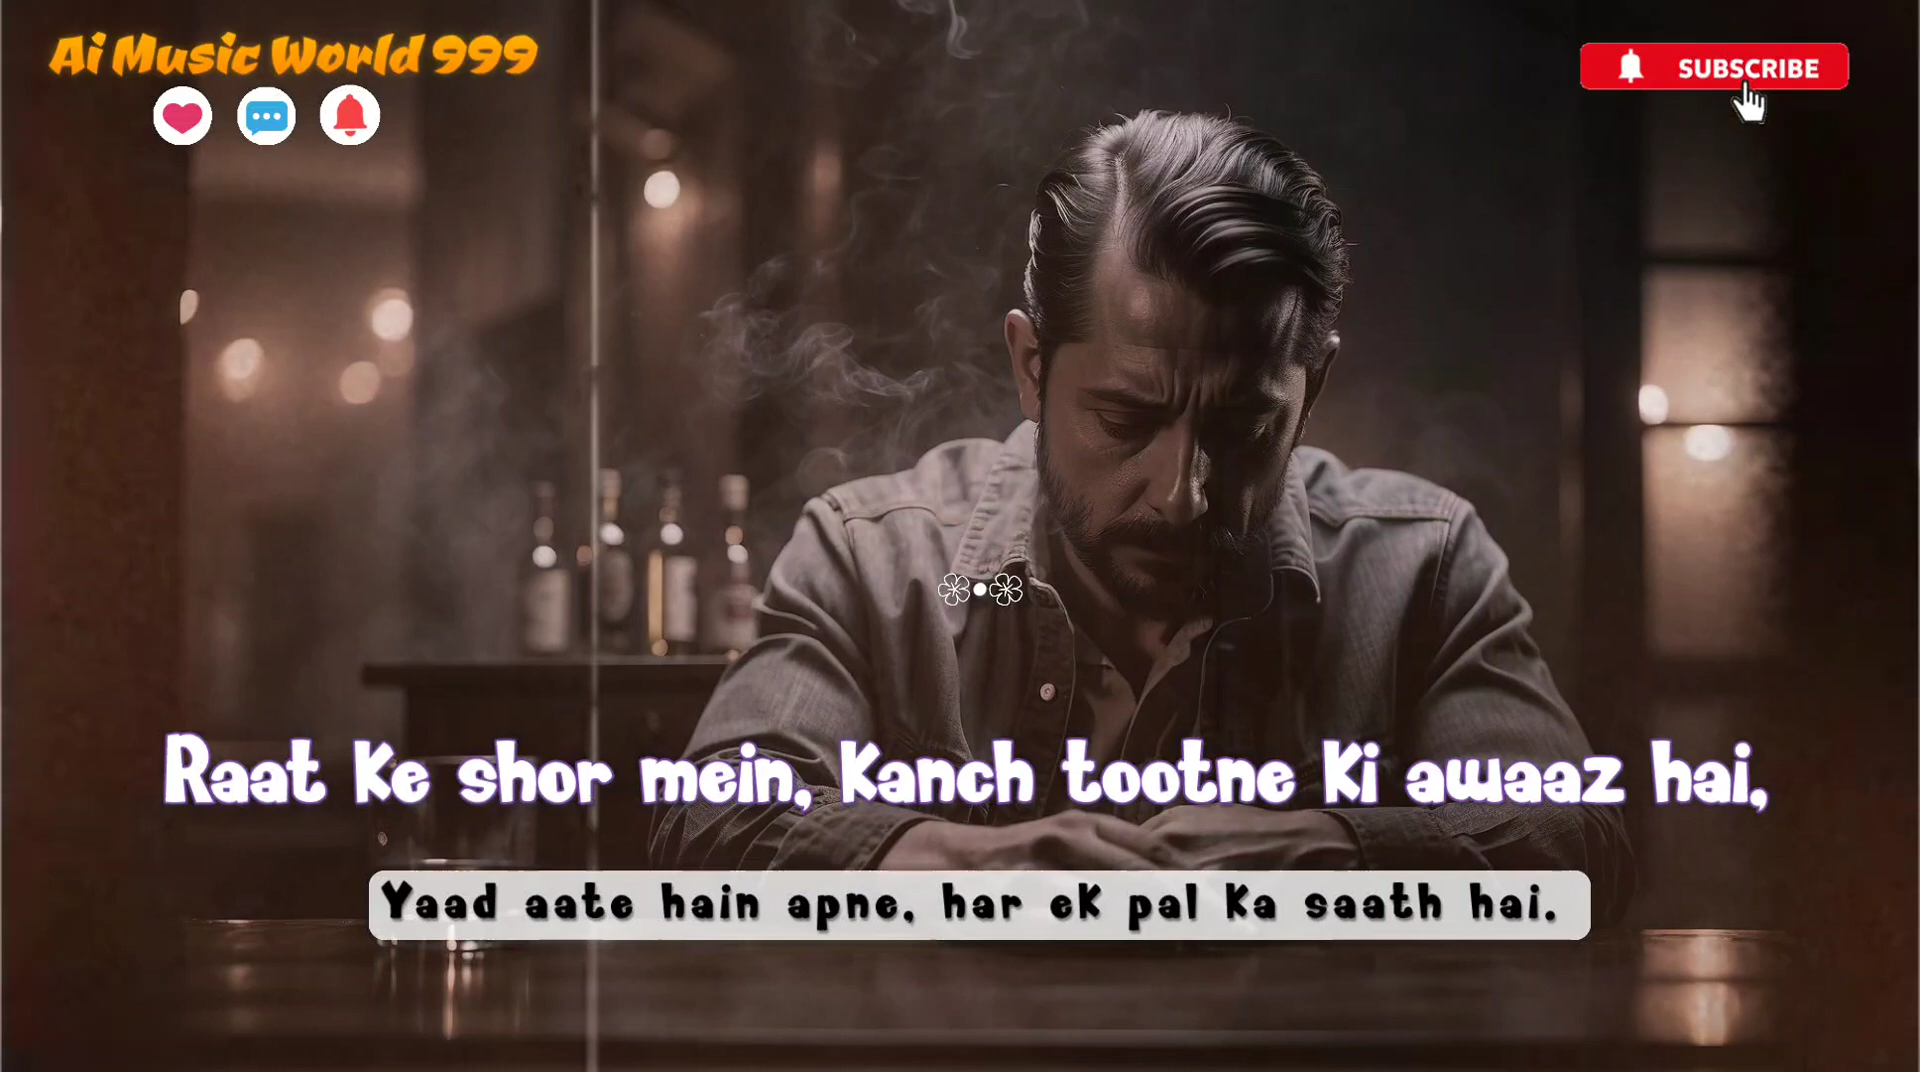 Ai Music World 999
SUBSCRIBE
Raat Ke shor mein, Kanch tootne Ki awaaz hai,
Yaad aate hain apne, har ek pal Ka saath hai.